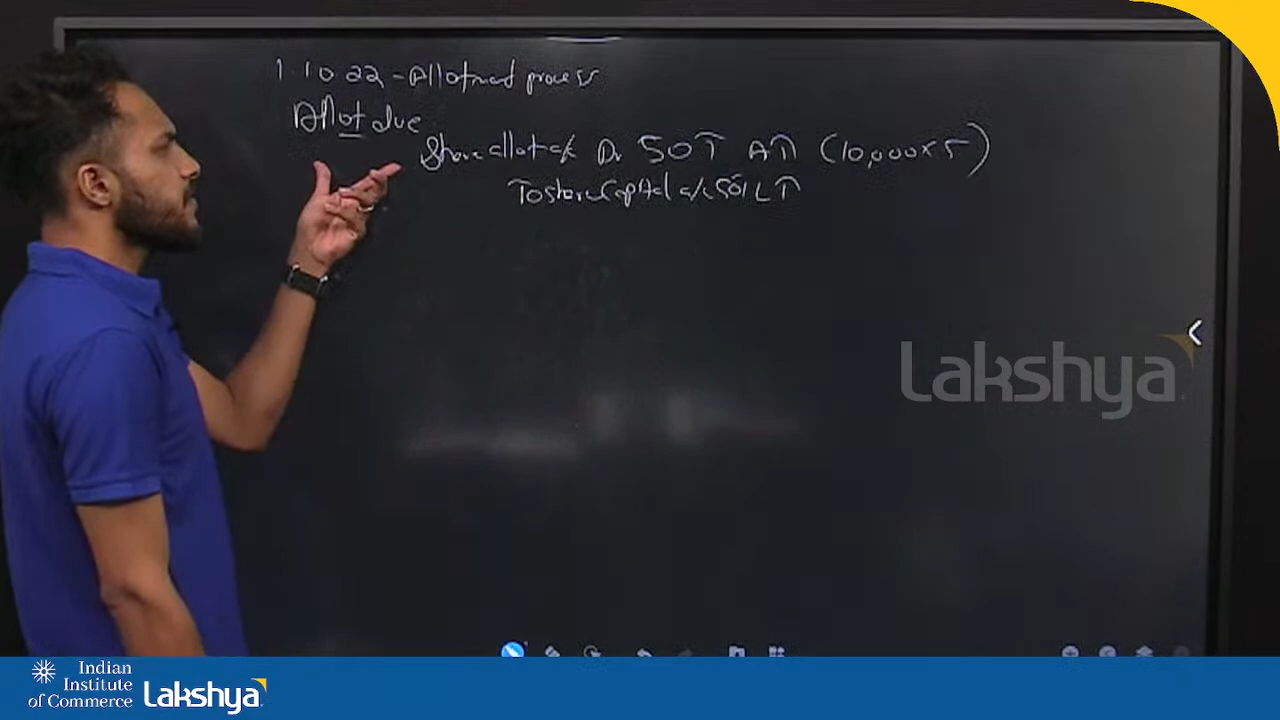 1 10 22 - Allotment process
Allot due
Share allot a/c Dr 50T A↑ (10,000 x 5)
To share Capital a/c 50T L↑
Lakshya
Indian
Institute
of Commerce Lakshya